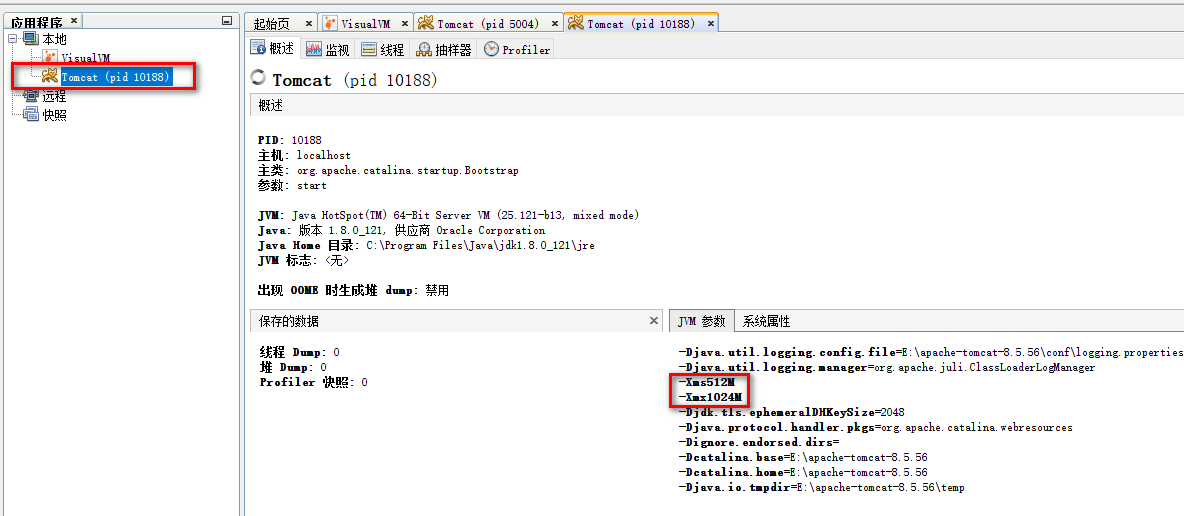 应用程序
本地
VisualVM
Tomcat (pid 10188)
远程
快照
起始页 VisualVM Tomcat (pid 5004) Tomcat (pid 10188)
概述 监视 线程 抽样器 Profiler
Tomcat (pid 10188)
概述
PID: 10188
主机: localhost
主类: org.apache.catalina.startup.Bootstrap
参数: start
JVM: Java HotSpot(TM) 64-Bit Server VM (25.121-b13, mixed mode)
Java: 版本 1.8.0_121, 供应商 Oracle Corporation
Java Home 目录: C:\Program Files\Java\jdk1.8.0_121\jre
JVM 标志: <无>
出现 OOME 时生成堆 dump: 禁用
保存的数据
线程 Dump: 0
堆 Dump: 0
Profiler 快照: 0
JVM 参数 系统属性
-Djava.util.logging.config.file=E:\apache-tomcat-8.5.56\conf\logging.properties
-Djava.util.logging.manager=org.apache.juli.ClassLoaderLogManager
-Xms512M
-Xmx1024M
-Djdk.tls.ephemeralDHKeySize=2048
-Djava.protocol.handler.pkgs=org.apache.catalina.webresources
-Dignore.endorsed.dirs=
-Dcatalina.base=E:\apache-tomcat-8.5.56
-Dcatalina.home=E:\apache-tomcat-8.5.56
-Djava.io.tmpdir=E:\apache-tomcat-8.5.56\temp